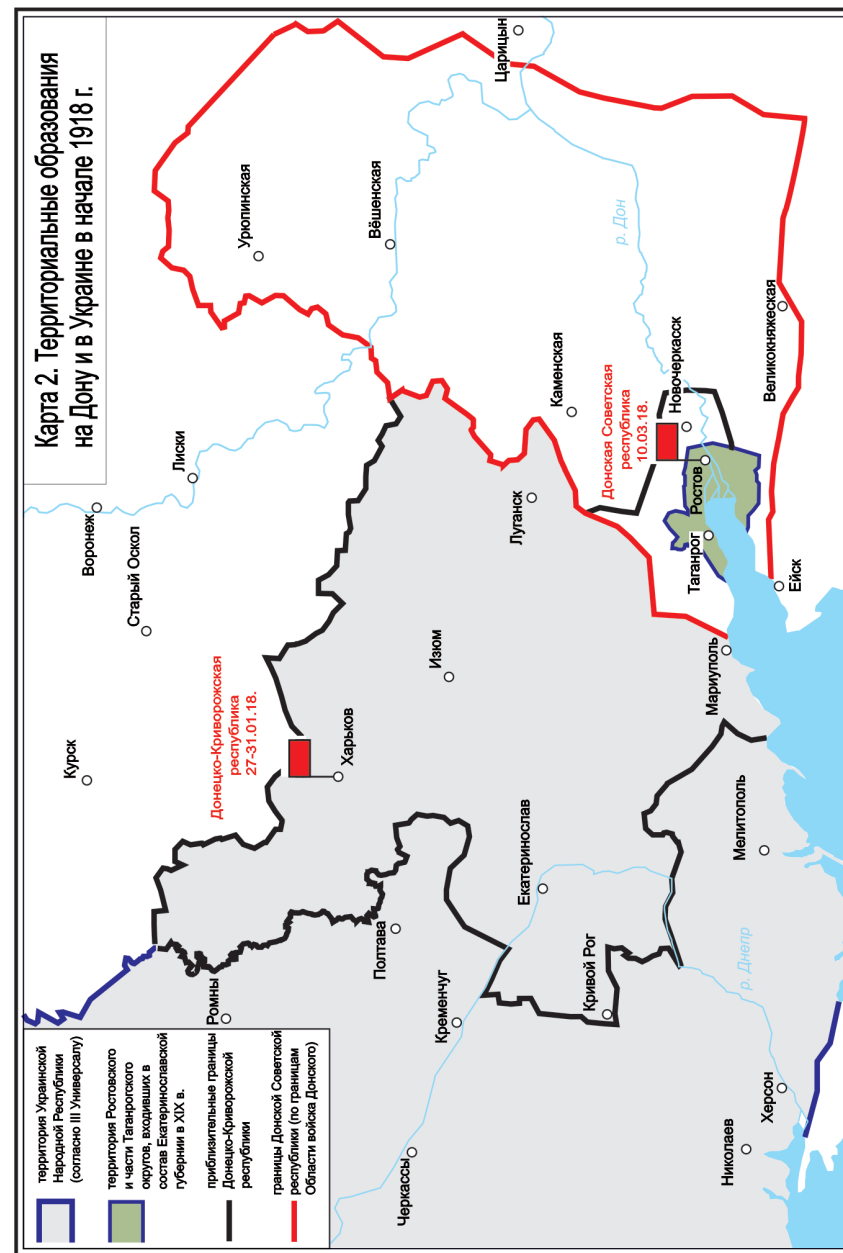 Карта 2. Территориальные образования
на Дону и в Украине в начале 1918 г.
территория Украинской
Народной Республики
(согласно III Универсалу)
территория Ростовского
и части Таганрогского
округов, входивших в
состав Екатеринославской
губернии в XIX в.
приблизительные границы
Донецко-Криворожской
республики
границы Донской Советской
республики (по границам
Области войска Донского)
Курск
Воронеж
Старый Оскол
Лиски
Урюпинская
Вёшенская
Царицын
Ромны
Донецко-Криворожская
республика
27-31.01.18.
Харьков
Полтава
Изюм
Черкассы
Кременчуг
Екатеринослав
Луганск
Каменская
р. Дон
Донская Советская
республика
10.03.18.
Новочеркасск
Кривой Рог
Ростов
Таганрог
Мариуполь
Великокняжеская
Ейск
Мелитополь
р. Днепр
Николаев
Херсон